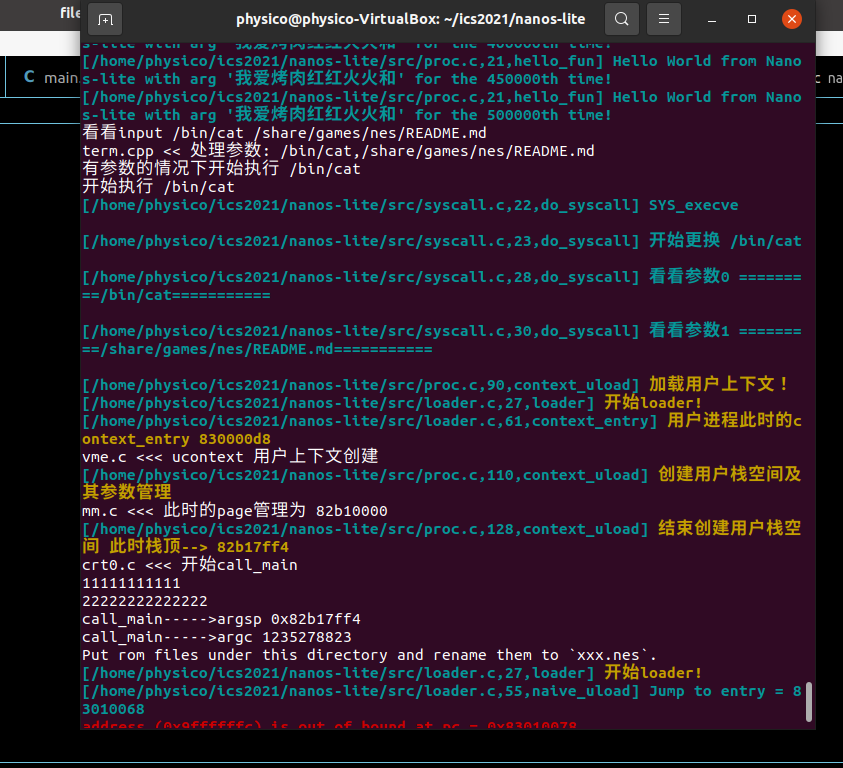 file
physico@physico-VirtualBox: ~/ics2021/nanos-lite
C main.
c na
s-lite with arg '我爱烤肉红红火火和' for the 400000th time!
[/home/physico/ics2021/nanos-lite/src/proc.c,21,hello_fun] Hello World from Nano
s-lite with arg '我爱烤肉红红火火和' for the 450000th time!
[/home/physico/ics2021/nanos-lite/src/proc.c,21,hello_fun] Hello World from Nano
s-lite with arg '我爱烤肉红红火火和' for the 500000th time!
看看input /bin/cat /share/games/nes/README.md
term.cpp << 处理参数: /bin/cat,/share/games/nes/README.md
有参数的情况下开始执行 /bin/cat
开始执行 /bin/cat
[/home/physico/ics2021/nanos-lite/src/syscall.c,22,do_syscall] SYS_execve
[/home/physico/ics2021/nanos-lite/src/syscall.c,23,do_syscall] 开始更换 /bin/cat
[/home/physico/ics2021/nanos-lite/src/syscall.c,28,do_syscall] 看看参数0 =======
==/bin/cat===========
[/home/physico/ics2021/nanos-lite/src/syscall.c,30,do_syscall] 看看参数1 =======
==/share/games/nes/README.md===========
[/home/physico/ics2021/nanos-lite/src/proc.c,90,context_uload] 加载用户上下文！
[/home/physico/ics2021/nanos-lite/src/loader.c,27,loader] 开始loader!
[/home/physico/ics2021/nanos-lite/src/loader.c,61,context_entry] 用户进程此时的c
ontext_entry 830000d8
vme.c <<< ucontext 用户上下文创建
[/home/physico/ics2021/nanos-lite/src/proc.c,110,context_uload] 创建用户栈空间及
其参数管理
mm.c <<< 此时的page管理为 82b10000
[/home/physico/ics2021/nanos-lite/src/proc.c,128,context_uload] 结束创建用户栈空
间 此时栈顶--> 82b17ff4
crt0.c <<< 开始call_main
11111111111
22222222222222
call_main----->argsp 0x82b17ff4
call_main----->argc 1235278823
Put rom files under this directory and rename them to `xxx.nes`.
[/home/physico/ics2021/nanos-lite/src/loader.c,27,loader] 开始loader!
[/home/physico/ics2021/nanos-lite/src/loader.c,55,naive_uload] Jump to entry = 8
3010068
address (0x9ffffffc) is out of bound at pc = 0x83010078